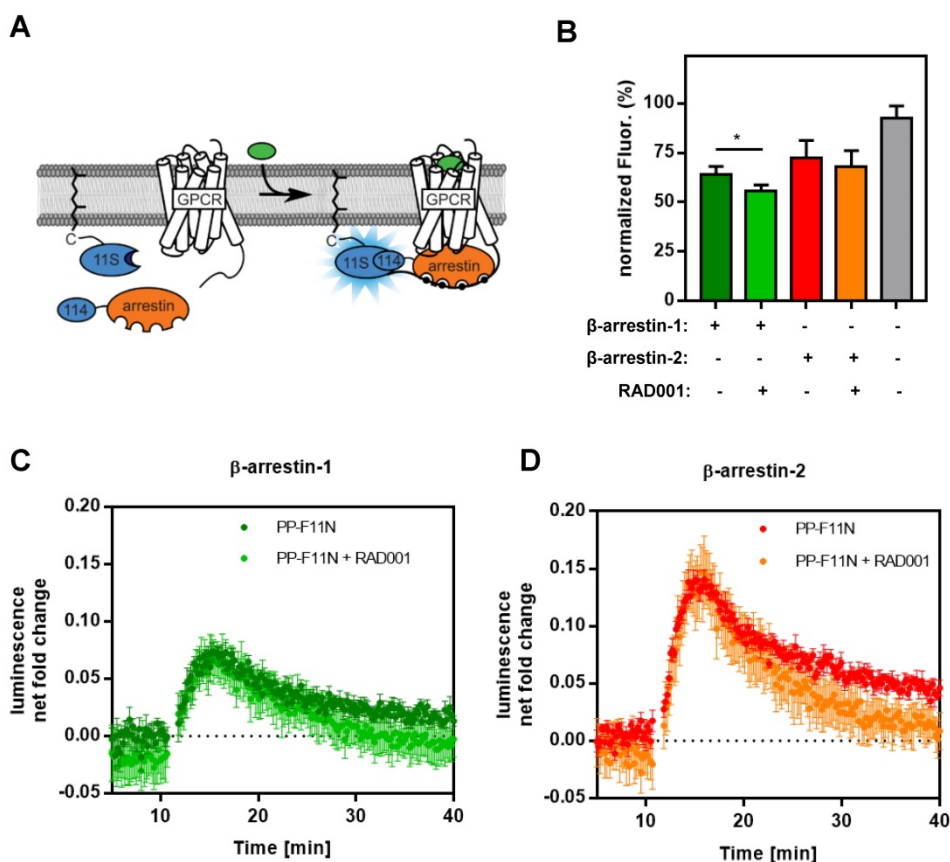 A
GPCR
GPCR
C
11S
114
arrestin
C
11S
114
arrestin
B
normalized Fluor. (%)
100
75
50
25
0
*
β-arrestin-1: + + - - -
β-arrestin-2: - - + + -
RAD001: - + - + -
C
β-arrestin-1
luminescence
net fold change
0.20
0.15
0.10
0.05
0.00
-0.05
PP-F11N
PP-F11N + RAD001
10 20 30 40
Time [min]
D
β-arrestin-2
luminescence
net fold change
0.20
0.15
0.10
0.05
0.00
-0.05
PP-F11N
PP-F11N + RAD001
10 20 30 40
Time [min]